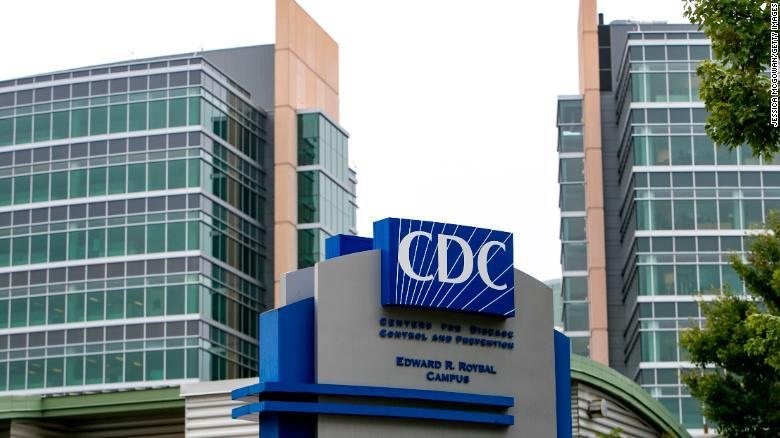 CDC
CENTERS FOR DISEASE
CONTROL AND PREVENTION
EDWARD R. ROYBAL
CAMPUS
JESSICA MCGOWAN/GETTY IMAGES